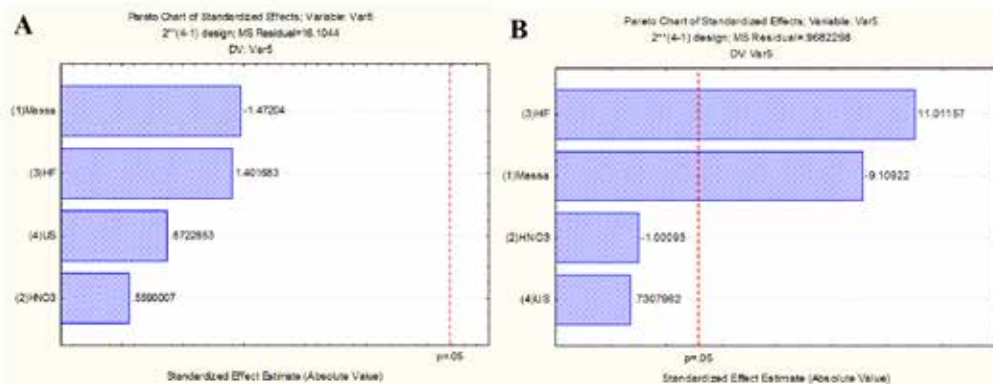 A
Pareto Chart of Standardized Effects; Variable: Var5
2**(4-1) design; MS Residual=16.1044
DV: Var5
(1)Massa
-1.47204
(3)HF
1.401683
(4)US
.8722653
(2)HNO3
.5590007
p=.05
Standardized Effect Estimate (Absolute Value)
B
Pareto Chart of Standardized Effects; Variable: Var5
2**(4-1) design; MS Residual=.9682298
DV: Var5
(3)HF
11.01157
(1)Massa
-9.10922
(2)HNO3
-1.00093
(4)US
.7307962
p=.05
Standardized Effect Estimate (Absolute Value)